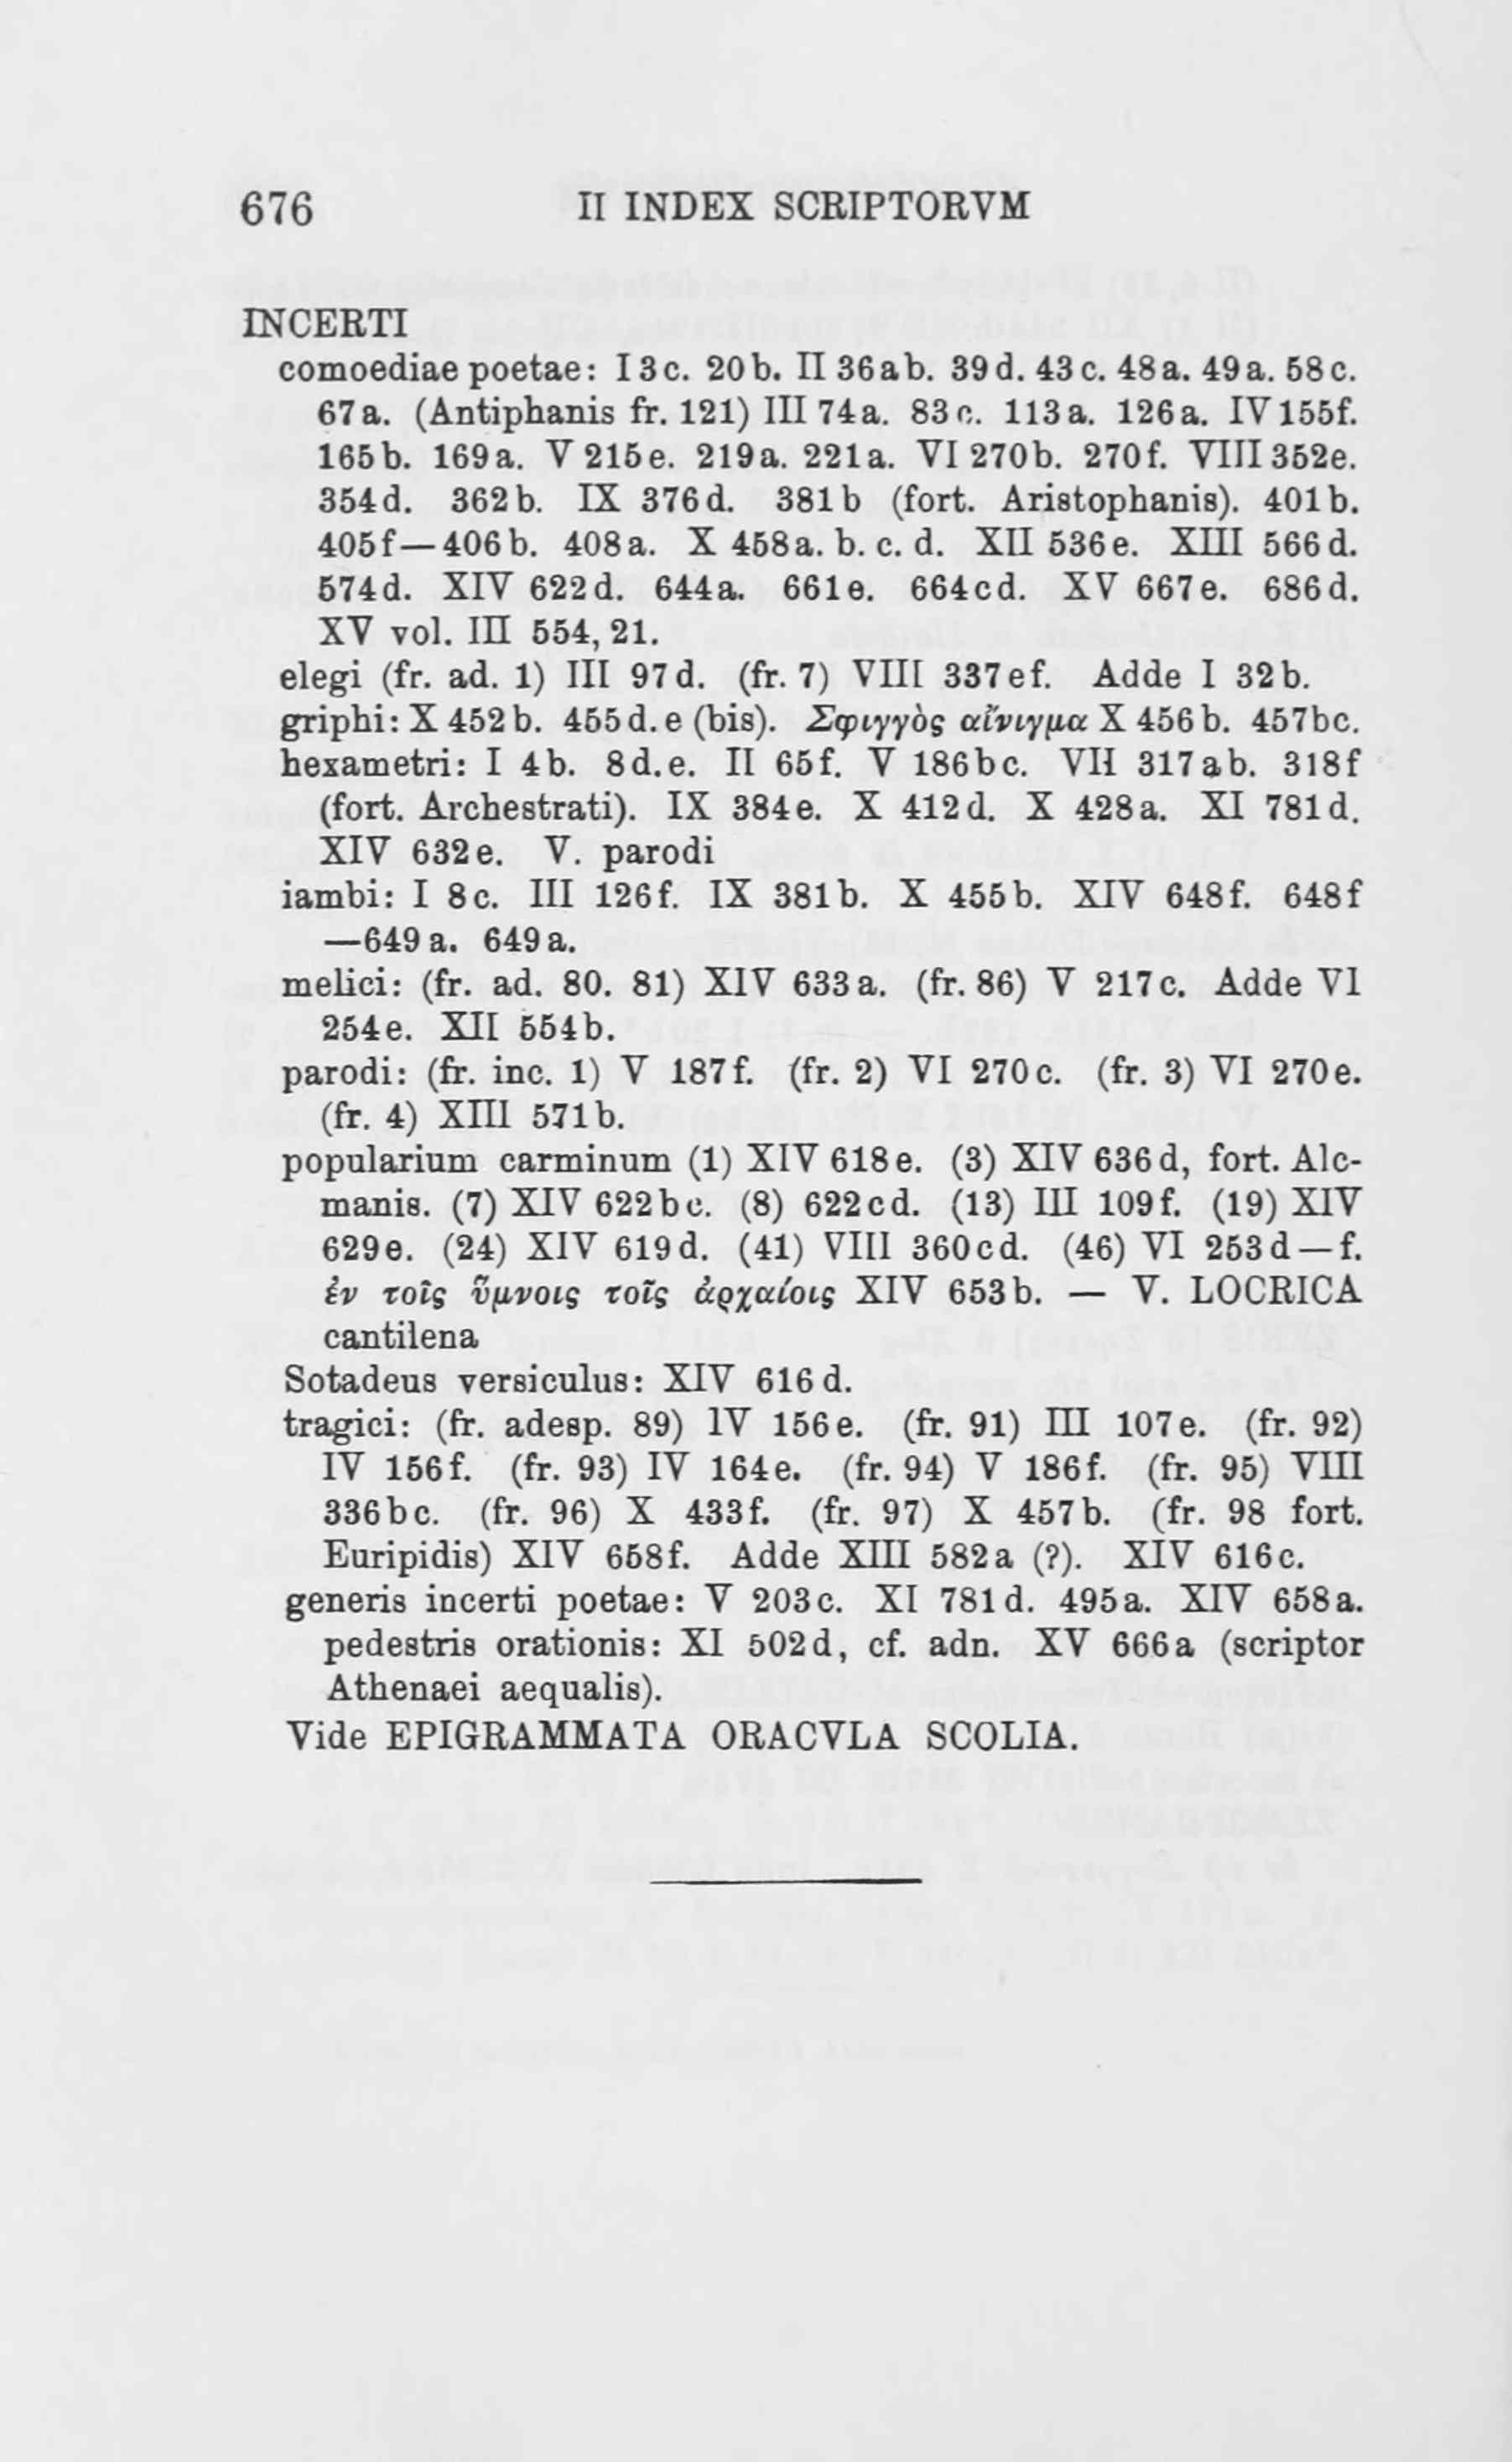 676 II INDEX SCRIPTORVM
INCERTI
comoediae poetae: I 3c. 20b. II 36ab. 39d. 43c. 48a. 49a. 58c.
67a. (Antiphanis fr. 121) III 74a. 83c. 113a. 126a. IV 155f.
165b. 169a. V 215e. 219a. 221a. VI 270b. 270f. VIII 352e.
354d. 362b. IX 376d. 381b (fort. Aristophanis). 401b.
405f—406b. 408a. X 458a. b. c. d. XII 536e. XIII 566d.
574d. XIV 622d. 644a. 661e. 664cd. XV 667e. 686d.
XV vol. III 554, 21.
elegi (fr. ad. 1) III 97d. (fr. 7) VIII 337ef. Adde I 32b.
griphi: X 452b. 455d. e (bis). Σφιγγὸς αἴνιγμα X 456b. 457bc.
hexametri: I 4b. 8d.e. II 65f. V 186bc. VII 317ab. 318f
(fort. Archestrati). IX 384e. X 412d. X 428a. XI 781d.
XIV 632e. V. parodi
iambi: I 8c. III 126f. IX 381b. X 455b. XIV 648f. 648f
—649a. 649a.
melici: (fr. ad. 80. 81) XIV 633a. (fr. 86) V 217c. Adde VI
254e. XII 554b.
parodi: (fr. inc. 1) V 187f. (fr. 2) VI 270c. (fr. 3) VI 270e.
(fr. 4) XIII 571b.
popularium carminum (1) XIV 618e. (3) XIV 636d, fort. Alc-
manis. (7) XIV 622bc. (8) 622cd. (13) III 109f. (19) XIV
629e. (24) XIV 619d. (41) VIII 360cd. (46) VI 253d—f.
ἐν τοῖς ὕμνοις τοῖς ἀρχαίοις XIV 653b. — V. LOCRICA
cantilena
Sotadeus versiculus: XIV 616d.
tragici: (fr. adesp. 89) IV 156e. (fr. 91) III 107e. (fr. 92)
IV 156f. (fr. 93) IV 164e. (fr. 94) V 186f. (fr. 95) VIII
336bc. (fr. 96) X 433f. (fr. 97) X 457b. (fr. 98 fort.
Euripidis) XIV 658f. Adde XIII 582a (?). XIV 616c.
generis incerti poetae: V 203c. XI 781d. 495a. XIV 658a.
pedestris orationis: XI 502d, cf. adn. XV 666a (scriptor
Athenaei aequalis).
Vide EPIGRAMMATA ORACVLA SCOLIA.